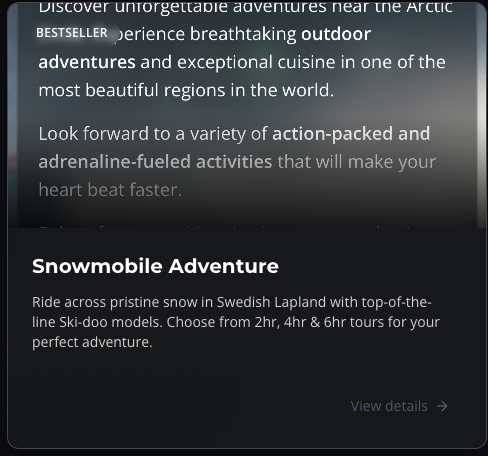 Discover unforgettable adventures near the Arctic
BESTSELLER perience breathtaking outdoor
adventures and exceptional cuisine in one of the
most beautiful regions in the world.
Look forward to a variety of action-packed and
adrenaline-fueled activities that will make your
heart beat faster.
Snowmobile Adventure
Ride across pristine snow in Swedish Lapland with top-of-the-
line Ski-doo models. Choose from 2hr, 4hr & 6hr tours for your
perfect adventure.
View details →